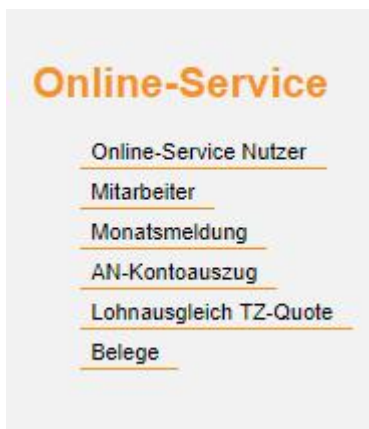 Online-Service
Online-Service Nutzer
Mitarbeiter
Monatsmeldung
AN-Kontoauszug
Lohnausgleich TZ-Quote
Belege